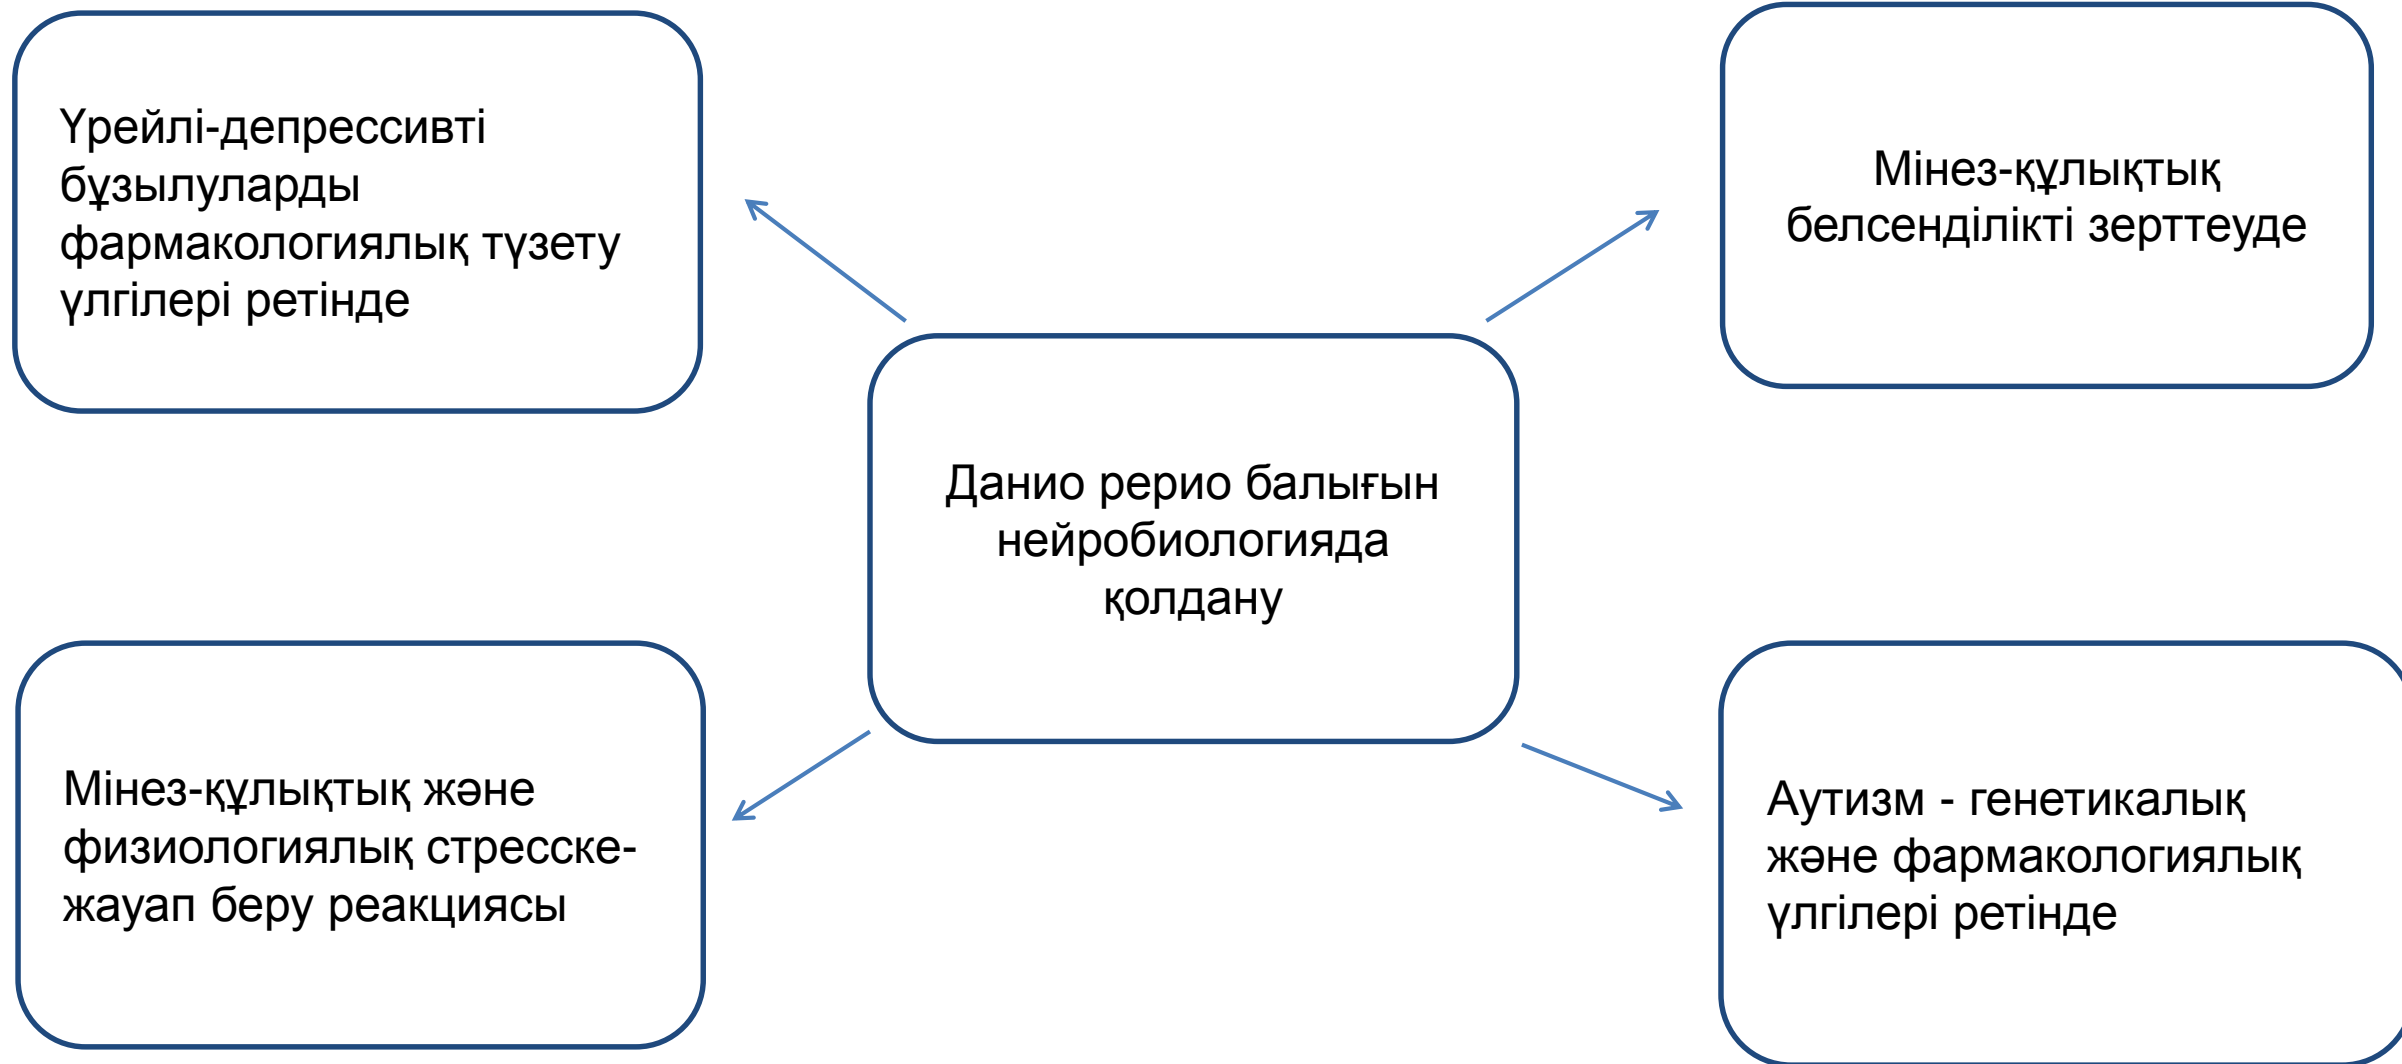 Үрейлі-депрессивті
бұзылуларды
фармакологиялық түзету
үлгілері ретінде
Мінез-құлықтық
белсенділікті зерттеуде
Данио рерио балығын
нейробиологияда
қолдану
Мінез-құлықтық және
физиологиялық стресске-
жауап беру реакциясы
Аутизм - генетикалық
және фармакологиялық
үлгілері ретінде